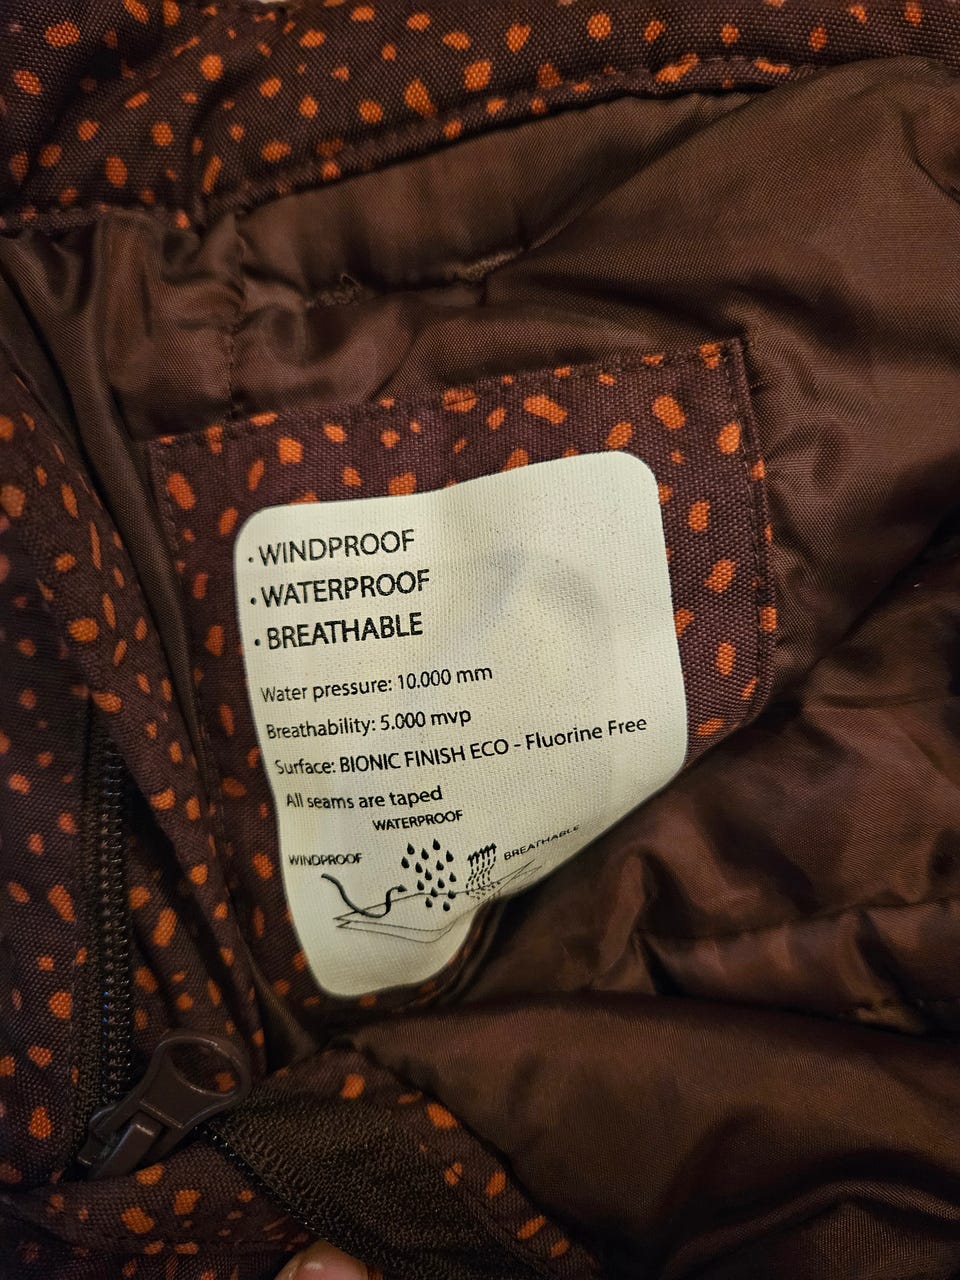 • WINDPROOF
• WATERPROOF
• BREATHABLE
Water pressure: 10.000 mm
Breathability: 5.000 mvp
Surface: BIONIC FINISH ECO - Fluorine Free
All seams are taped
WATERPROOF
WINDPROOF
BREATHABLE